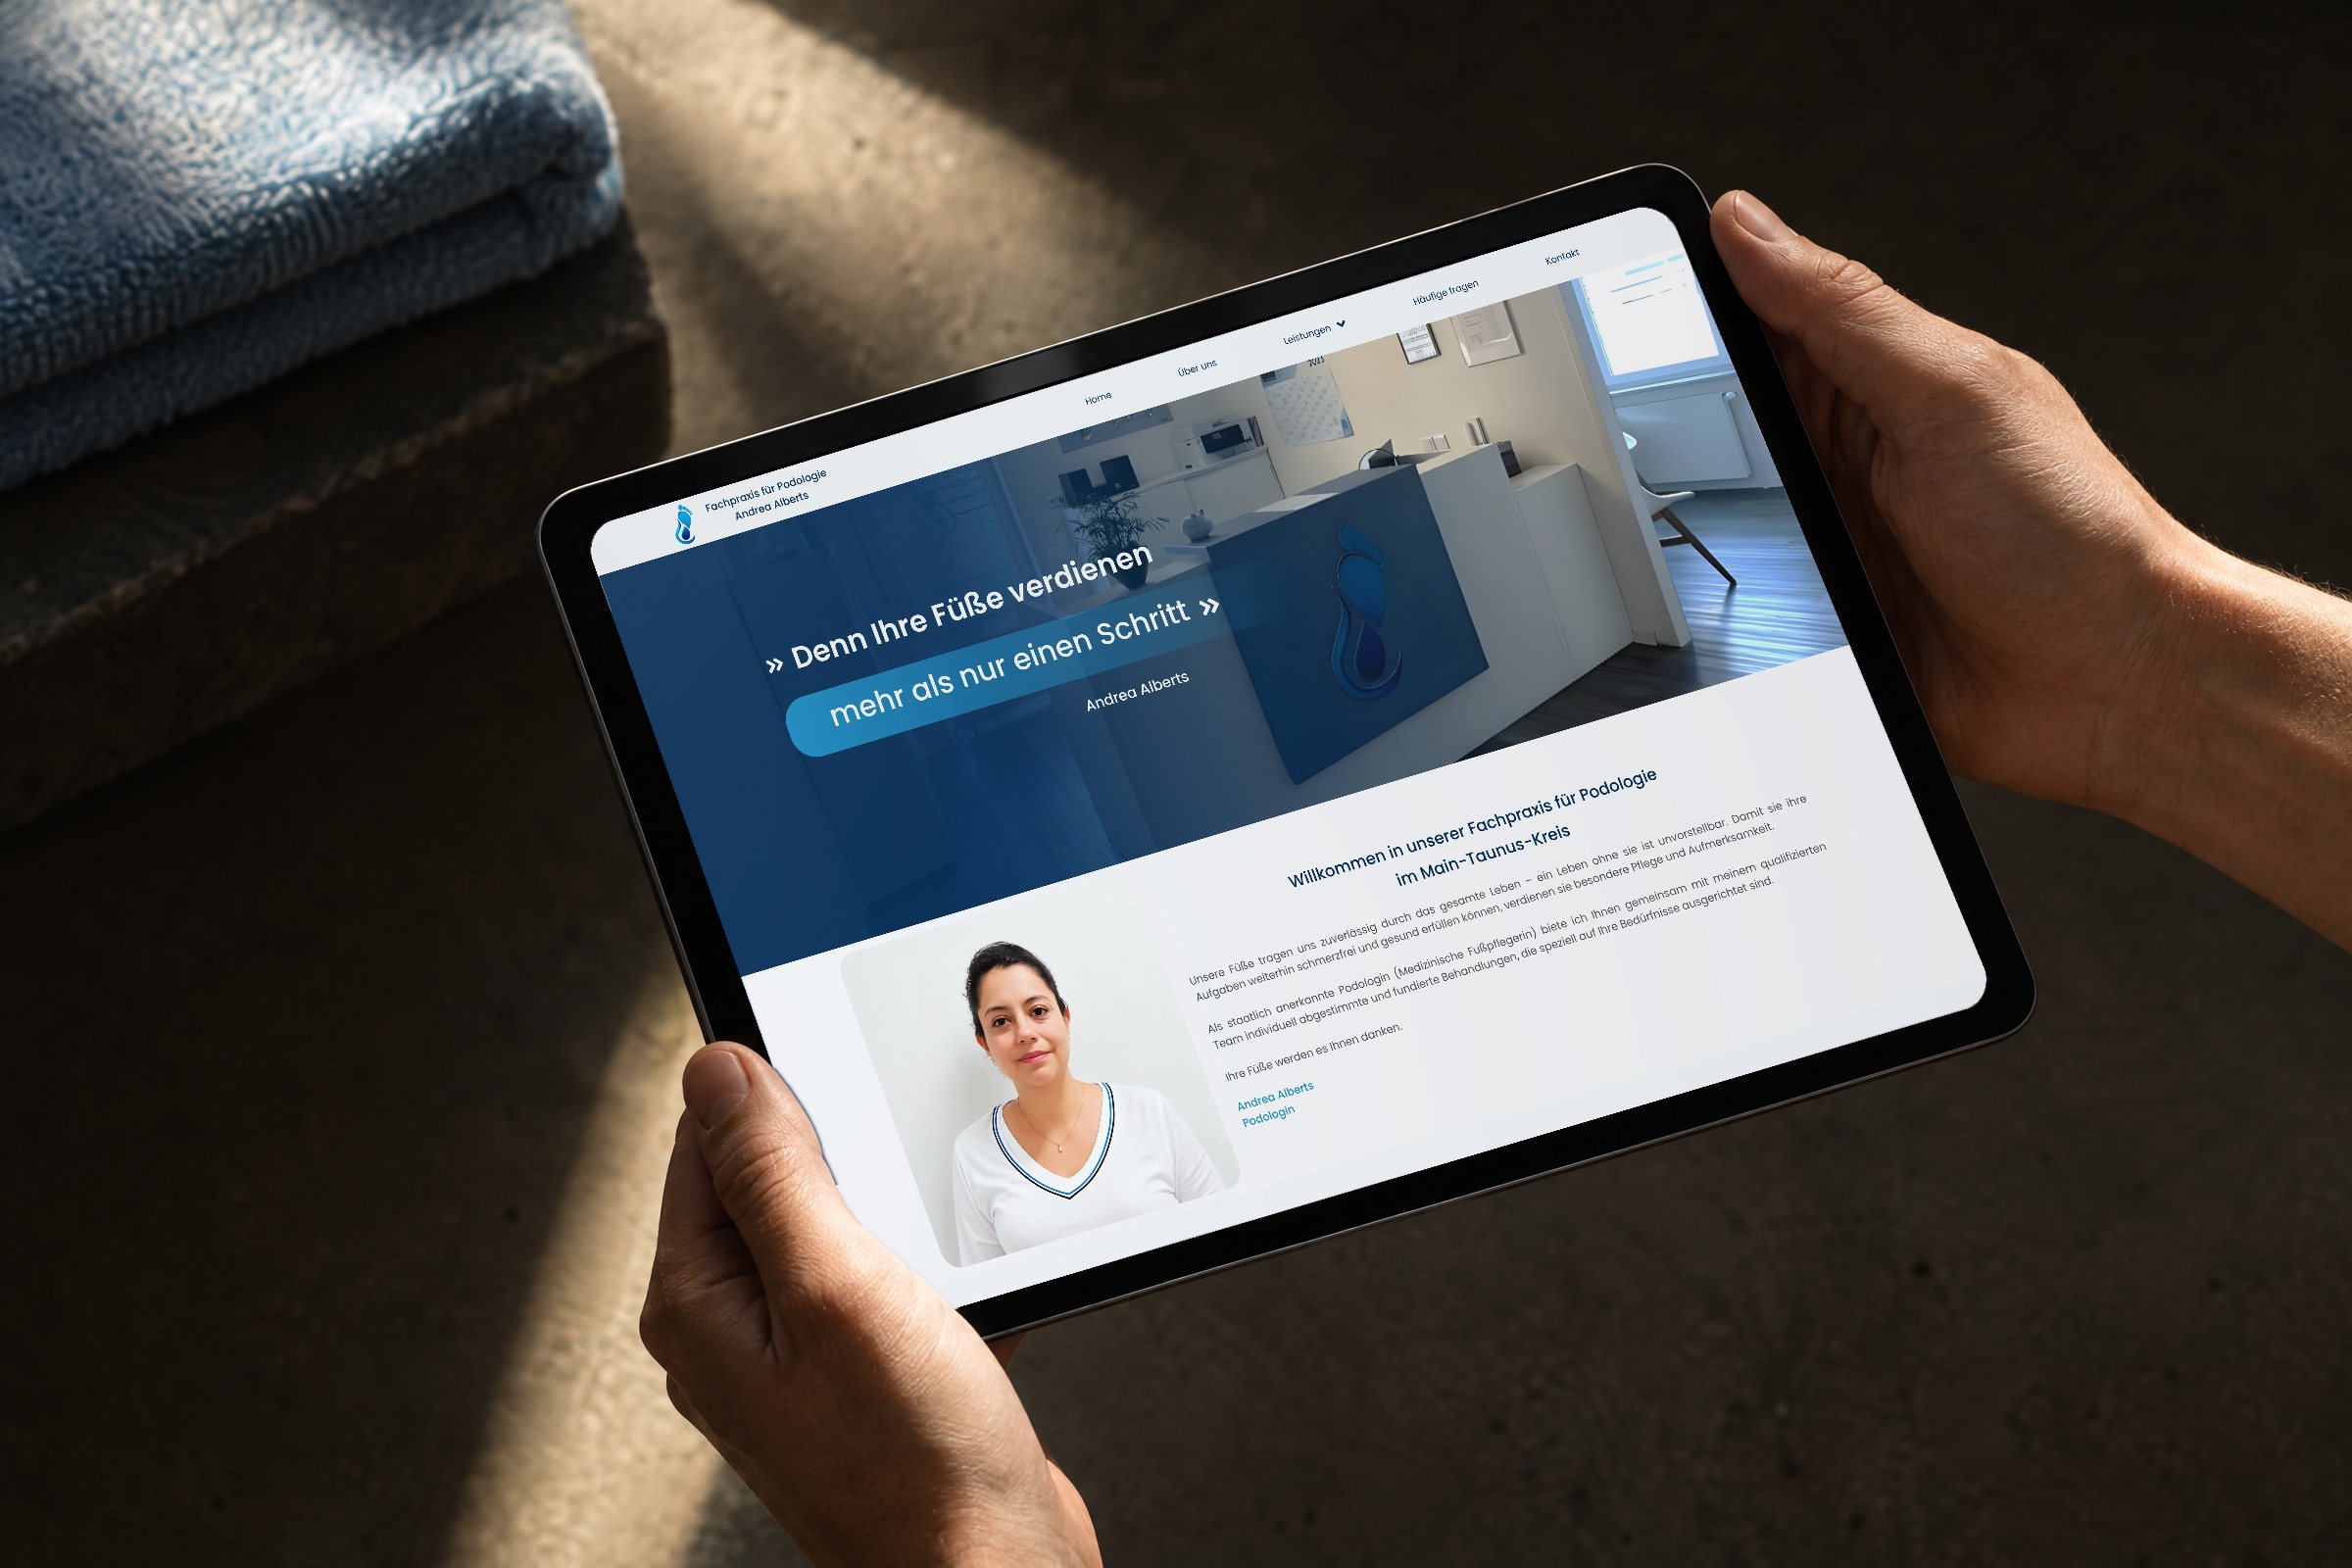 Fachpraxis für Podologie
Andrea Alberts
Home
Über uns
Leistungen
Häufige fragen
Kontakt
» Denn Ihre Füße verdienen
mehr als nur einen Schritt »
Andrea Alberts
Willkommen in unserer Fachpraxis für Podologie
im Main-Taunus-Kreis
Unsere Füße tragen uns zuverlässig durch das gesamte Leben – ein Leben ohne sie ist unvorstellbar. Damit sie ihre
Aufgaben weiterhin schmerzfrei und gesund erfüllen können, verdienen sie besondere Pflege und Aufmerksamkeit.
Als staatlich anerkannte Podologin (Medizinische Fußpflegerin) biete ich Ihnen gemeinsam mit meinem qualifizierten
Team individuell abgestimmte und fundierte Behandlungen, die speziell auf Ihre Bedürfnisse ausgerichtet sind.
Ihre Füße werden es Ihnen danken.
Andrea Alberts
Podologin